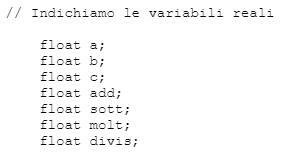 // Indichiamo le variabili reali
float a;
float b;
float c;
float add;
float sott;
float molt;
float divis;